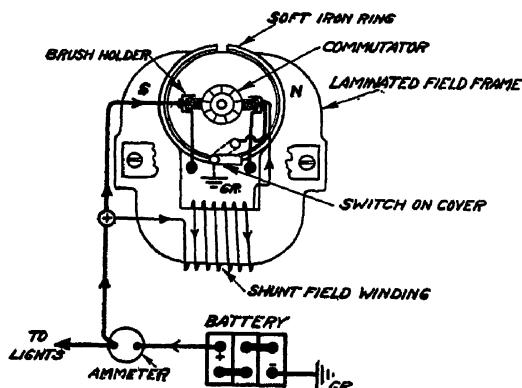 SOFT IRON RING
BRUSH HOLDER
COMMUTATOR
LAMINATED FIELD FRAME
S
N
GR.
SWITCH ON COVER
+
SHUNT FIELD WINDING
BATTERY
TO
LIGHTS
AMMETER
+
-
GR.